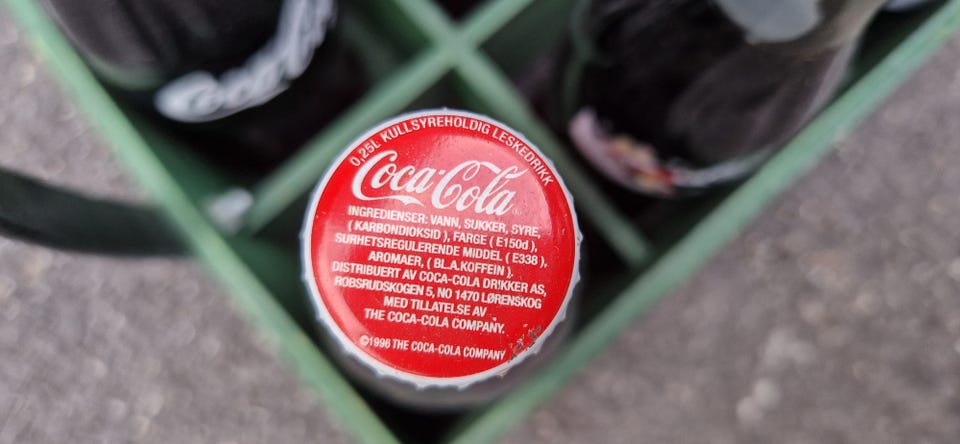 Coca-Cola
0,25L KULLSYREHOLDIG LESKEDRIKK
Coca-Cola
INGREDIENSER: VANN, SUKKER, SYRE,
( KARBONDIOKSID ), FARGE ( E150d ),
SURHETSREGULERENDE MIDDEL ( E338 ),
AROMAER, ( BL.A.KOFFEIN ).
DISTRIBUERT AV COCA-COLA DRIKKER AS,
ROBSRUDSKOGEN 5, NO 1470 LØRENSKOG
MED TILLATELSE AV
THE COCA-COLA COMPANY.
©1996 THE COCA-COLA COMPANY